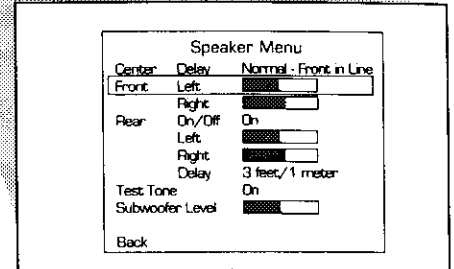 Speaker Menu
Center Delay Normal - Front in Line
Front Left
Right
Rear On/Off On
Left
Right
Delay 3 feet/1 meter
Test Tone On
Subwoofer Level
Back